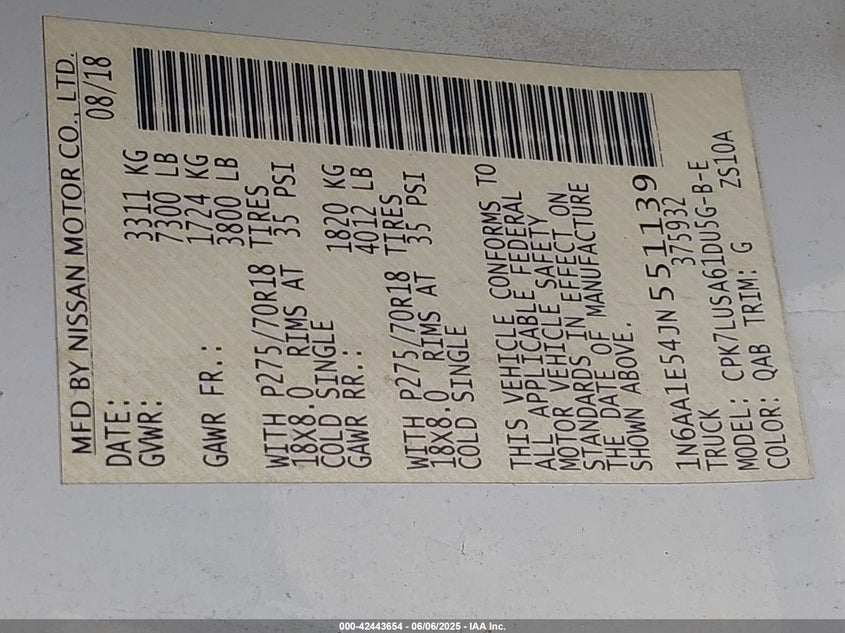 MFD BY NISSAN MOTOR CO., LTD.
DATE: 08/18
GVWR: 3311 KG
7300 LB
GAWR FR.: 1724 KG
3800 LB
WITH P275/70R18 TIRES
18X8.0 RIMS AT 35 PSI
COLD SINGLE
GAWR RR.: 1820 KG
4012 LB
WITH P275/70R18 TIRES
18X8.0 RIMS AT 35 PSI
COLD SINGLE
THIS VEHICLE CONFORMS TO
ALL APPLICABLE FEDERAL
MOTOR VEHICLE SAFETY
STANDARDS IN EFFECT ON
THE DATE OF MANUFACTURE
SHOWN ABOVE.
1N6AA1E54JN551139
TRUCK 375932
MODEL: CPK7LUSA61DU5G-B-E
COLOR: QAB TRIM: G ZS10A
000-42443654 - 06/06/2025 - IAA Inc.